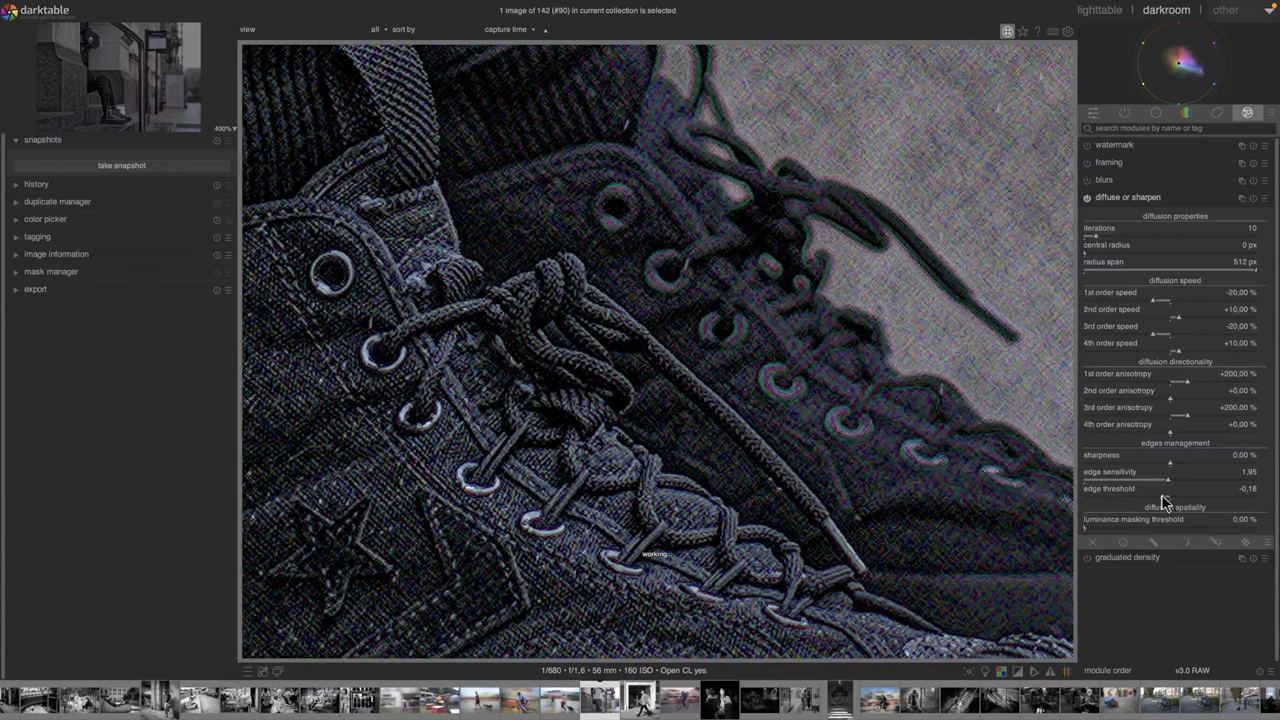 darktable
1 image of 142 (#90) in current collection is selected
lighttable | darkroom | other
view
all • sort by capture time •
400%
snapshots
take snapshot
history
duplicate manager
color picker
tagging
image information
mask manager
export
search modules by name or tag
watermark
framing
blurs
diffuse or sharpen
diffusion properties
iterations 10
central radius 0 px
radius span 512 px
diffusion speed
1st order speed -20,00 %
2nd order speed +10,00 %
3rd order speed -20,00 %
4th order speed +10,00 %
diffusion directionality
1st order anisotropy +200,00 %
2nd order anisotropy +0,00 %
3rd order anisotropy +200,00 %
4th order anisotropy +0,00 %
edges management
sharpness 0,00 %
edge sensitivity 1,95
edge threshold -0,18
spatiality
luminance masking threshold 0,00 %
graduated density
working...
1/680 • f/1,6 • 56 mm • 160 ISO • Open CL yes
module order v3.0 RAW